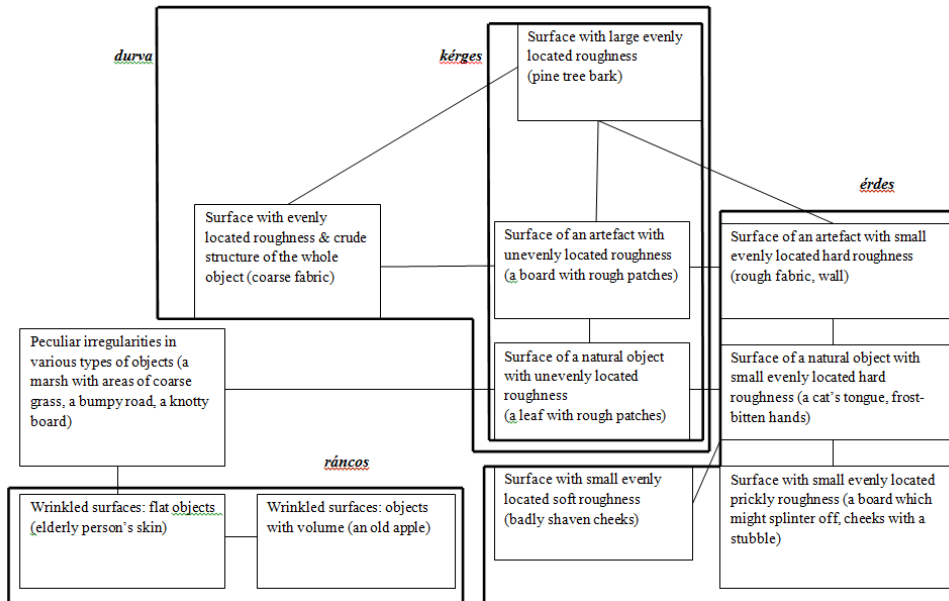 durva
kérges
Surface with large evenly
located roughness
(pine tree bark)
érdes
Surface with evenly
located roughness & crude
structure of the whole
object (coarse fabric)
Surface of an artefact with
unevenly located roughness
(a board with rough patches)
Surface of an artefact with small
evenly located hard roughness
(rough fabric, wall)
Peculiar irregularities in
various types of objects (a
marsh with areas of coarse
grass, a bumpy road, a knotty
board)
Surface of a natural object
with unevenly located
roughness
(a leaf with rough patches)
Surface of a natural object with
small evenly located hard
roughness (a cat’s tongue, frost-
bitten hands)
ráncos
Wrinkled surfaces: flat objects
(elderly person’s skin)
Wrinkled surfaces: objects
with volume (an old apple)
Surface with small evenly
located soft roughness
(badly shaven cheeks)
Surface with small evenly located
prickly roughness (a board which
might splinter off, cheeks with a
stubble)